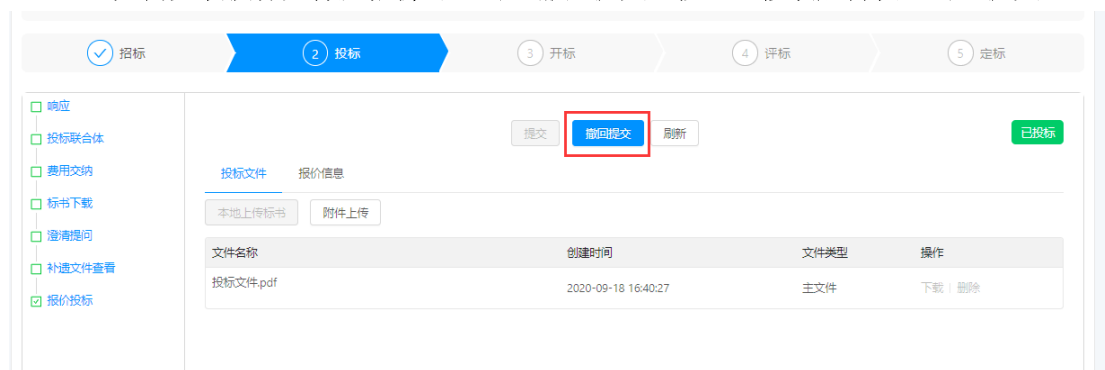 招标
2 投标
3 开标
4 评标
5 定标
响应
投标联合体
费用交纳
标书下载
澄清提问
补遗文件查看
报价投标
提交 撤回提交 刷新
已投标
投标文件 报价信息
本地上传标书 附件上传
文件名称 创建时间 文件类型 操作
投标文件.pdf 2020-09-18 16:40:27 主文件 下载 | 删除